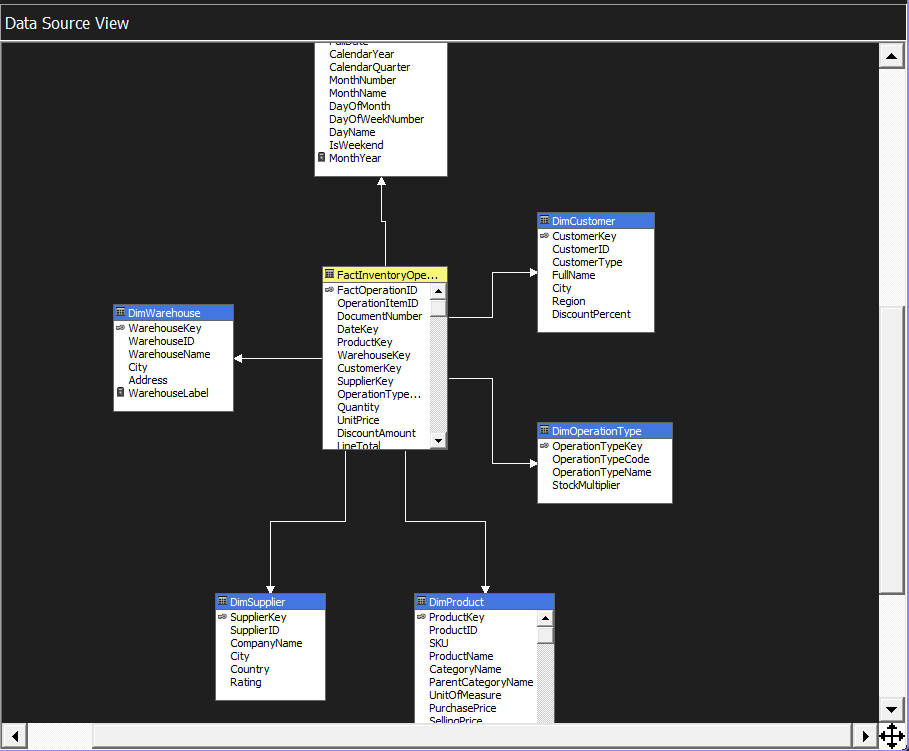 Data Source View
FullDate
CalendarYear
CalendarQuarter
MonthNumber
MonthName
DayOfMonth
DayOfWeekNumber
DayName
IsWeekend
MonthYear
DimCustomer
CustomerKey
CustomerID
CustomerType
FullName
City
Region
DiscountPercent
FactInventoryOpe...
FactOperationID
OperationItemID
DocumentNumber
DateKey
ProductKey
WarehouseKey
CustomerKey
SupplierKey
OperationType...
Quantity
UnitPrice
DiscountAmount
LineTotal
DimWarehouse
WarehouseKey
WarehouseID
WarehouseName
City
Address
WarehouseLabel
DimOperationType
OperationTypeKey
OperationTypeCode
OperationTypeName
StockMultiplier
DimSupplier
SupplierKey
SupplierID
CompanyName
City
Country
Rating
DimProduct
ProductKey
ProductID
SKU
ProductName
CategoryName
ParentCategoryName
UnitOfMeasure
PurchasePrice
SellingPrice